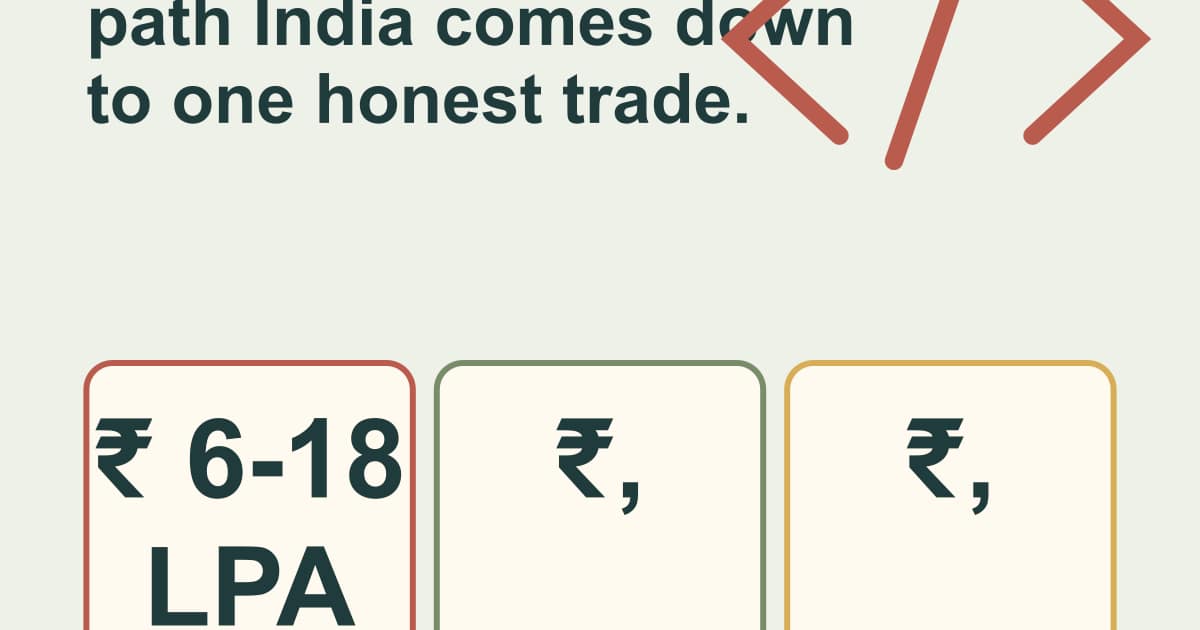 path India comes down
to one honest trade.
₹ 6-18
LPA
₹,
₹,